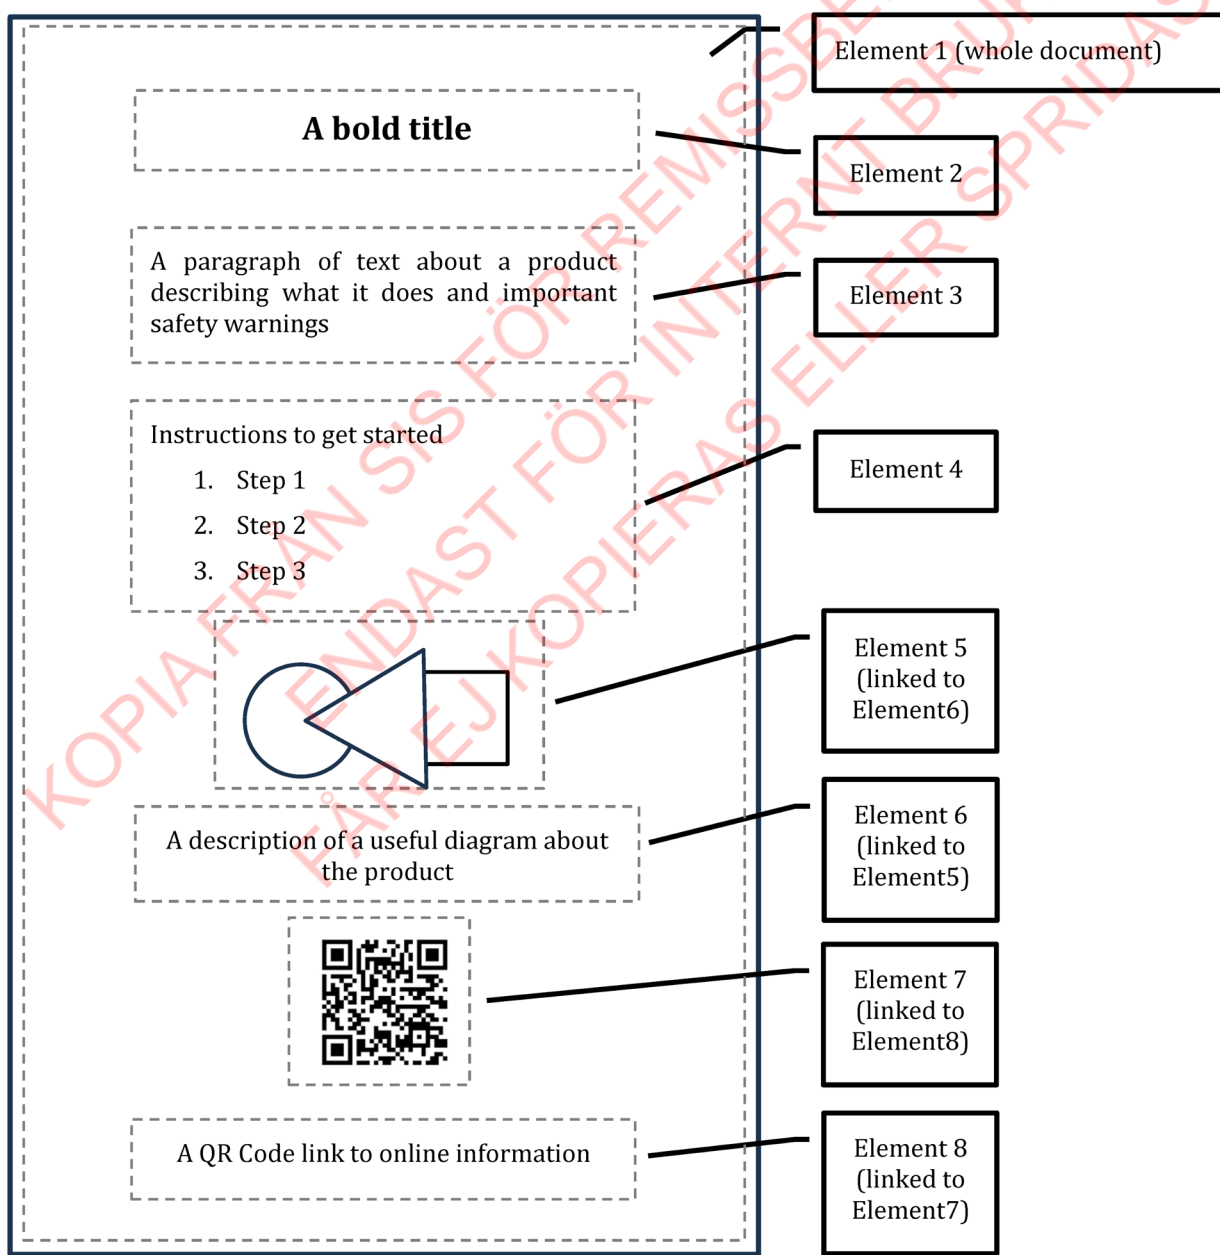 Element 1 (whole document)
A bold title
Element 2
A paragraph of text about a product
describing what it does and important
safety warnings
Element 3
Instructions to get started
1. Step 1
2. Step 2
3. Step 3
Element 4
Element 5
(linked to
Element6)
A description of a useful diagram about
the product
Element 6
(linked to
Element5)
Element 7
(linked to
Element8)
A QR Code link to online information
Element 8
(linked to
Element7)
KOPIA FRÅN SIS FÖR REMISSBE
ENDAST FÖR INTERNT BRUK
FÅR EJ KOPIERAS ELLER SPRIDAS